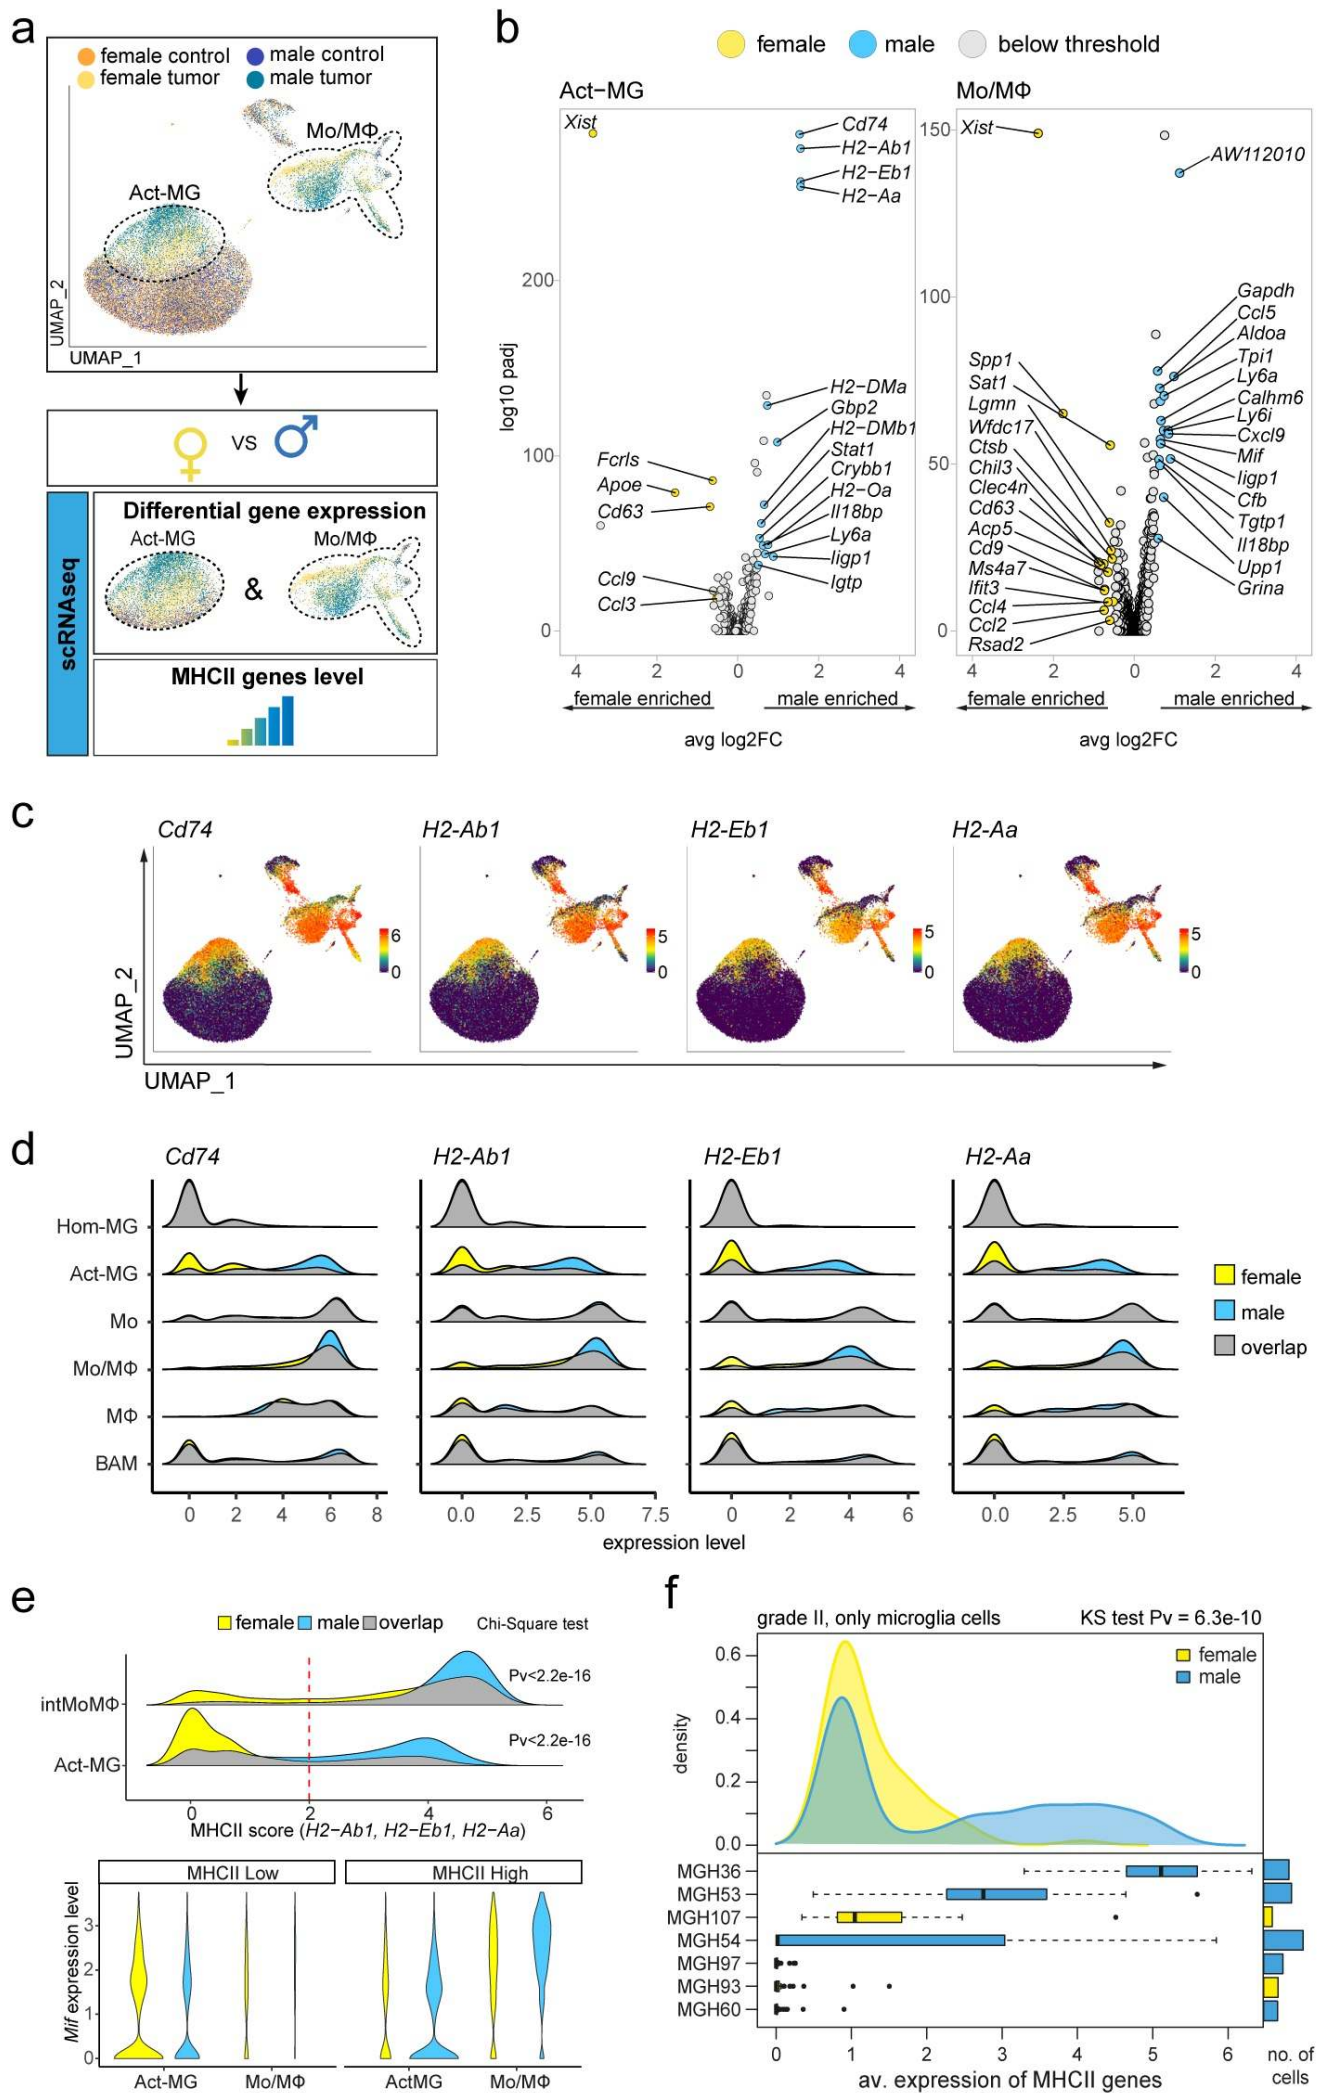 a
female control
male control
female tumor
male tumor
Mo/MΦ
Act-MG
UMAP_2
UMAP_1
VS
scRNAseq
Differential gene expression
Act-MG
Mo/MΦ
&
MHCII genes level
b
female
male
below threshold
Act−MG
Xist
Cd74
H2−Ab1
H2−Eb1
H2−Aa
200
100
0
log10 padj
H2−DMa
Gbp2
H2−DMb1
Stat1
Crybb1
H2−Oa
Il18bp
Ly6a
Iigp1
Igtp
Fcrls
Apoe
Cd63
Ccl9
Ccl3
4 2 0 2 4
female enriched
male enriched
avg log2FC
Mo/MΦ
150
100
50
0
Xist
AW112010
Gapdh
Ccl5
Aldoa
Tpi1
Ly6a
Calhm6
Ly6i
Cxcl9
Mif
Iigp1
Cfb
Tgtp1
Il18bp
Upp1
Grina
Spp1
Sat1
Lgmn
Wfdc17
Ctsb
Chil3
Clec4n
Cd63
Acp5
Cd9
Ms4a7
Ifit3
Ccl4
Ccl2
Rsad2
4 2 0 2 4
female enriched
male enriched
avg log2FC
c
Cd74
H2-Ab1
H2-Eb1
H2-Aa
6
0
5
0
5
0
5
0
UMAP_2
UMAP_1
d
Cd74
H2-Ab1
H2-Eb1
H2-Aa
Hom-MG
Act-MG
Mo
Mo/MΦ
MΦ
BAM
female
male
overlap
0 2 4 6 8
0.0 2.5 5.0 7.5
0 2 4 6
0.0 2.5 5.0
expression level
e
female
male
overlap
Chi-Square test
Pv<2.2e-16
intMoMΦ
Pv<2.2e-16
Act-MG
0 2 4 6
MHCII score (H2−Ab1, H2−Eb1, H2−Aa)
MHCII Low
MHCII High
Mif expression level
3
2
1
0
Act-MG
Mo/MΦ
ActMG
Mo/MΦ
f
grade II, only microglia cells
KS test Pv = 6.3e-10
female
male
density
0.6
0.4
0.2
0.0
MGH36
MGH53
MGH107
MGH54
MGH97
MGH93
MGH60
0 1 2 3 4 5 6
av. expression of MHCII genes
no. of
cells